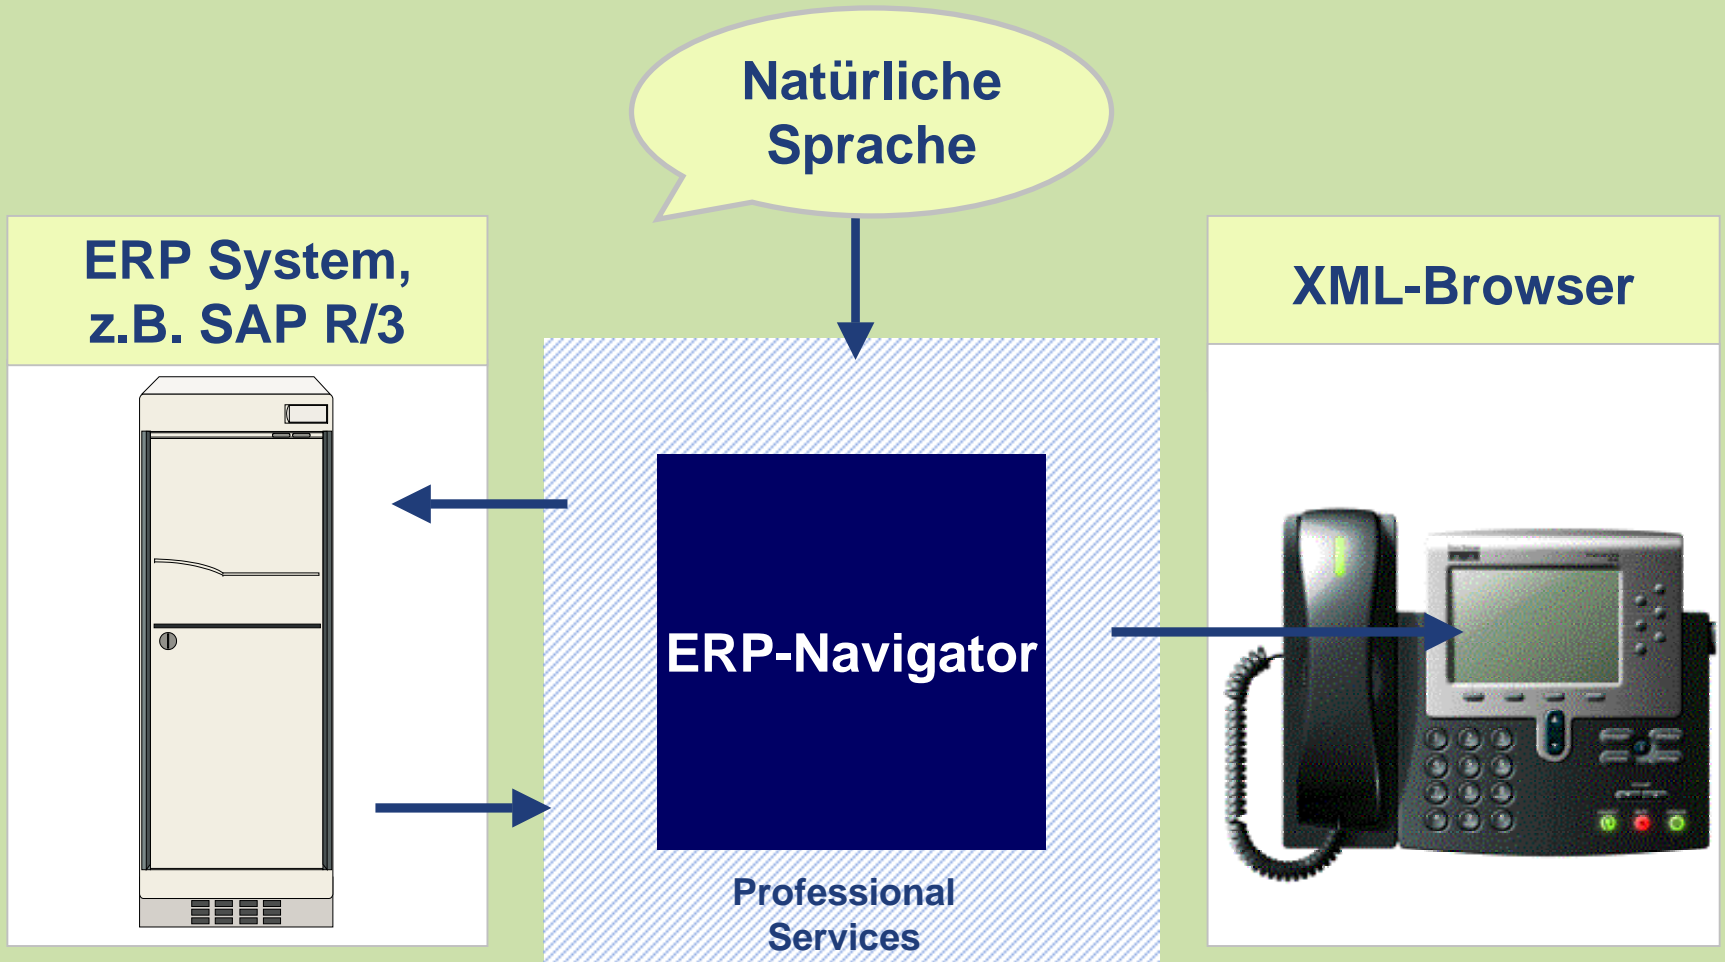 Natürliche
Sprache
ERP System,
z.B. SAP R/3
XML-Browser
ERP-Navigator
Professional
Services